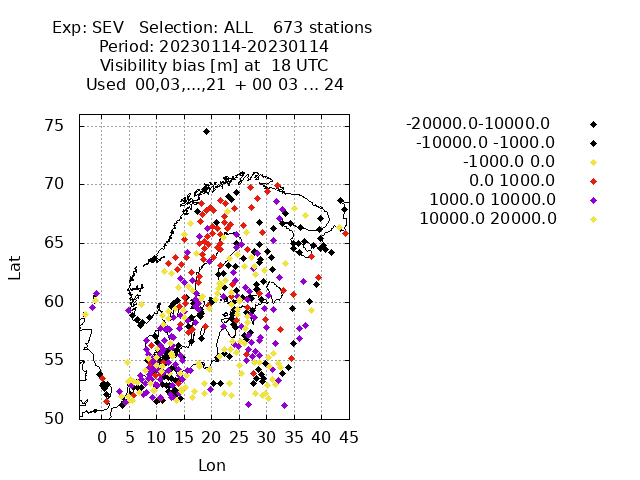 Exp: SEV   Selection: ALL    673 stations
Period: 20230114-20230114
Visibility bias [m] at  18 UTC
Used  00,03,...,21  + 00 03 ... 24
-20000.0-10000.0
-10000.0 -1000.0
-1000.0 0.0
0.0 1000.0
1000.0 10000.0
10000.0 20000.0
75
70
65
60
55
50
Lat
0 5 10 15 20 25 30 35 40 45
Lon